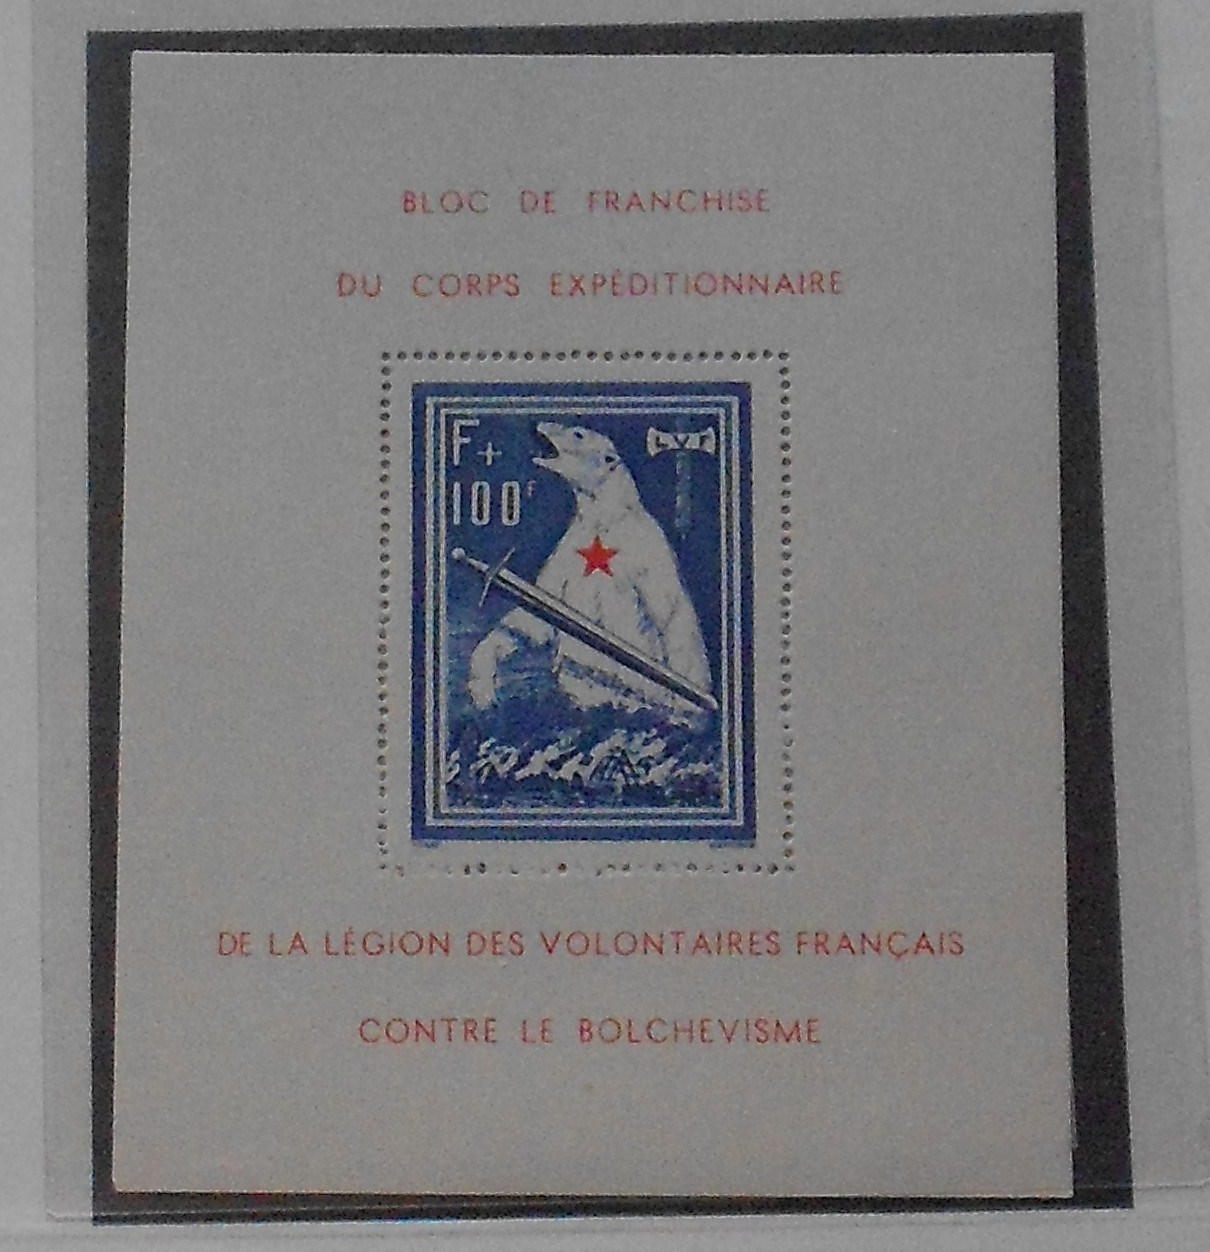 BLOC DE FRANCHISE
DU CORPS EXPÉDITIONNAIRE
F+
100F
LVF
DE LA LÉGION DES VOLONTAIRES FRANÇAIS
CONTRE LE BOLCHEVISME